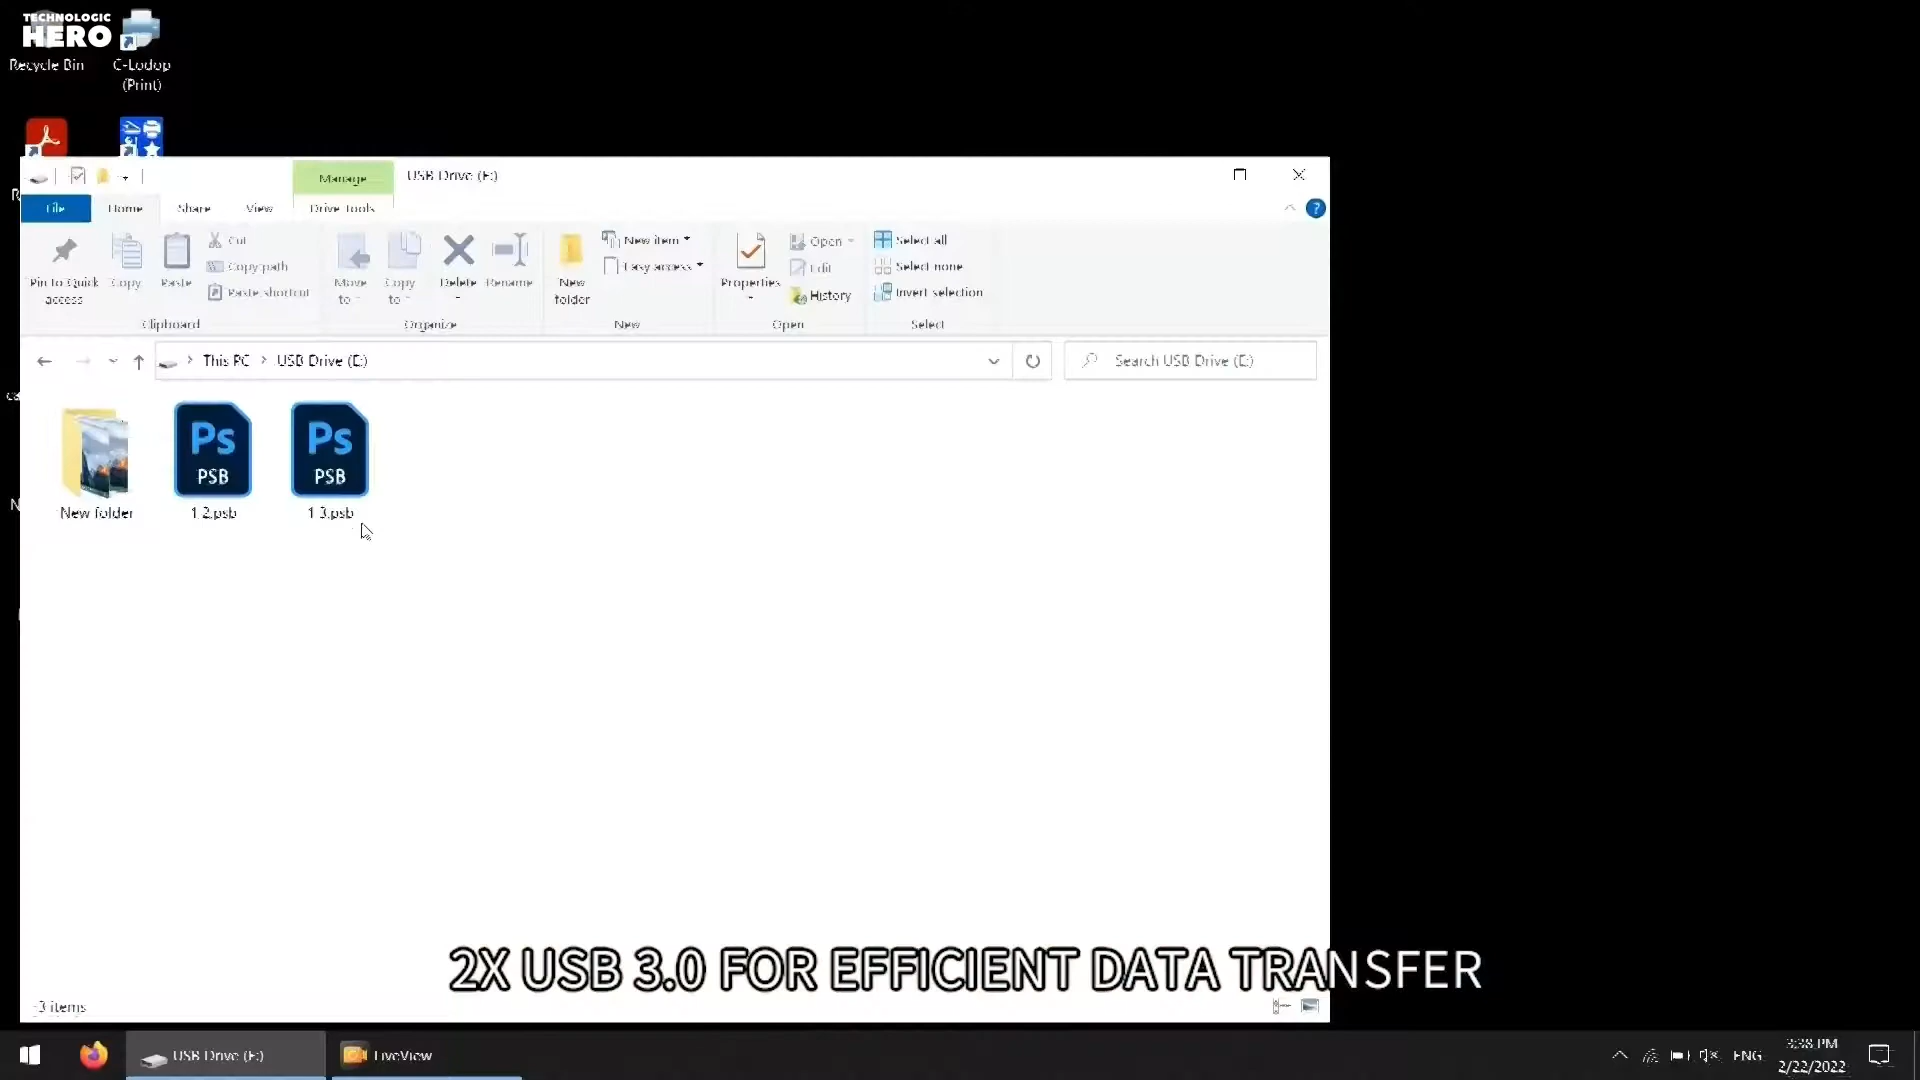 TECHNOLOGIC
HERO
Recycle Bin
C-Lodop
(Print)
Manage
USB Drive (E:)
File
Home
Share
View
Drive Tools
Pin to Quick
access
Copy
Paste
Cut
Copy path
Paste shortcut
Move
to
Copy
to
Delete
Rename
New
folder
New item
Easy access
Properties
Open
Edit
History
Select all
Select none
Invert selection
Clipboard
Organize
New
Open
Select
This PC
USB Drive (E:)
Search USB Drive (E:)
Ps
PSB
Ps
PSB
New folder
1 2.psb
1 3.psb
2X USB 3.0 FOR EFFICIENT DATA TRANSFER
3 items
USB Drive (E:)
LiveView
ENG
3:38 PM
2/22/2022